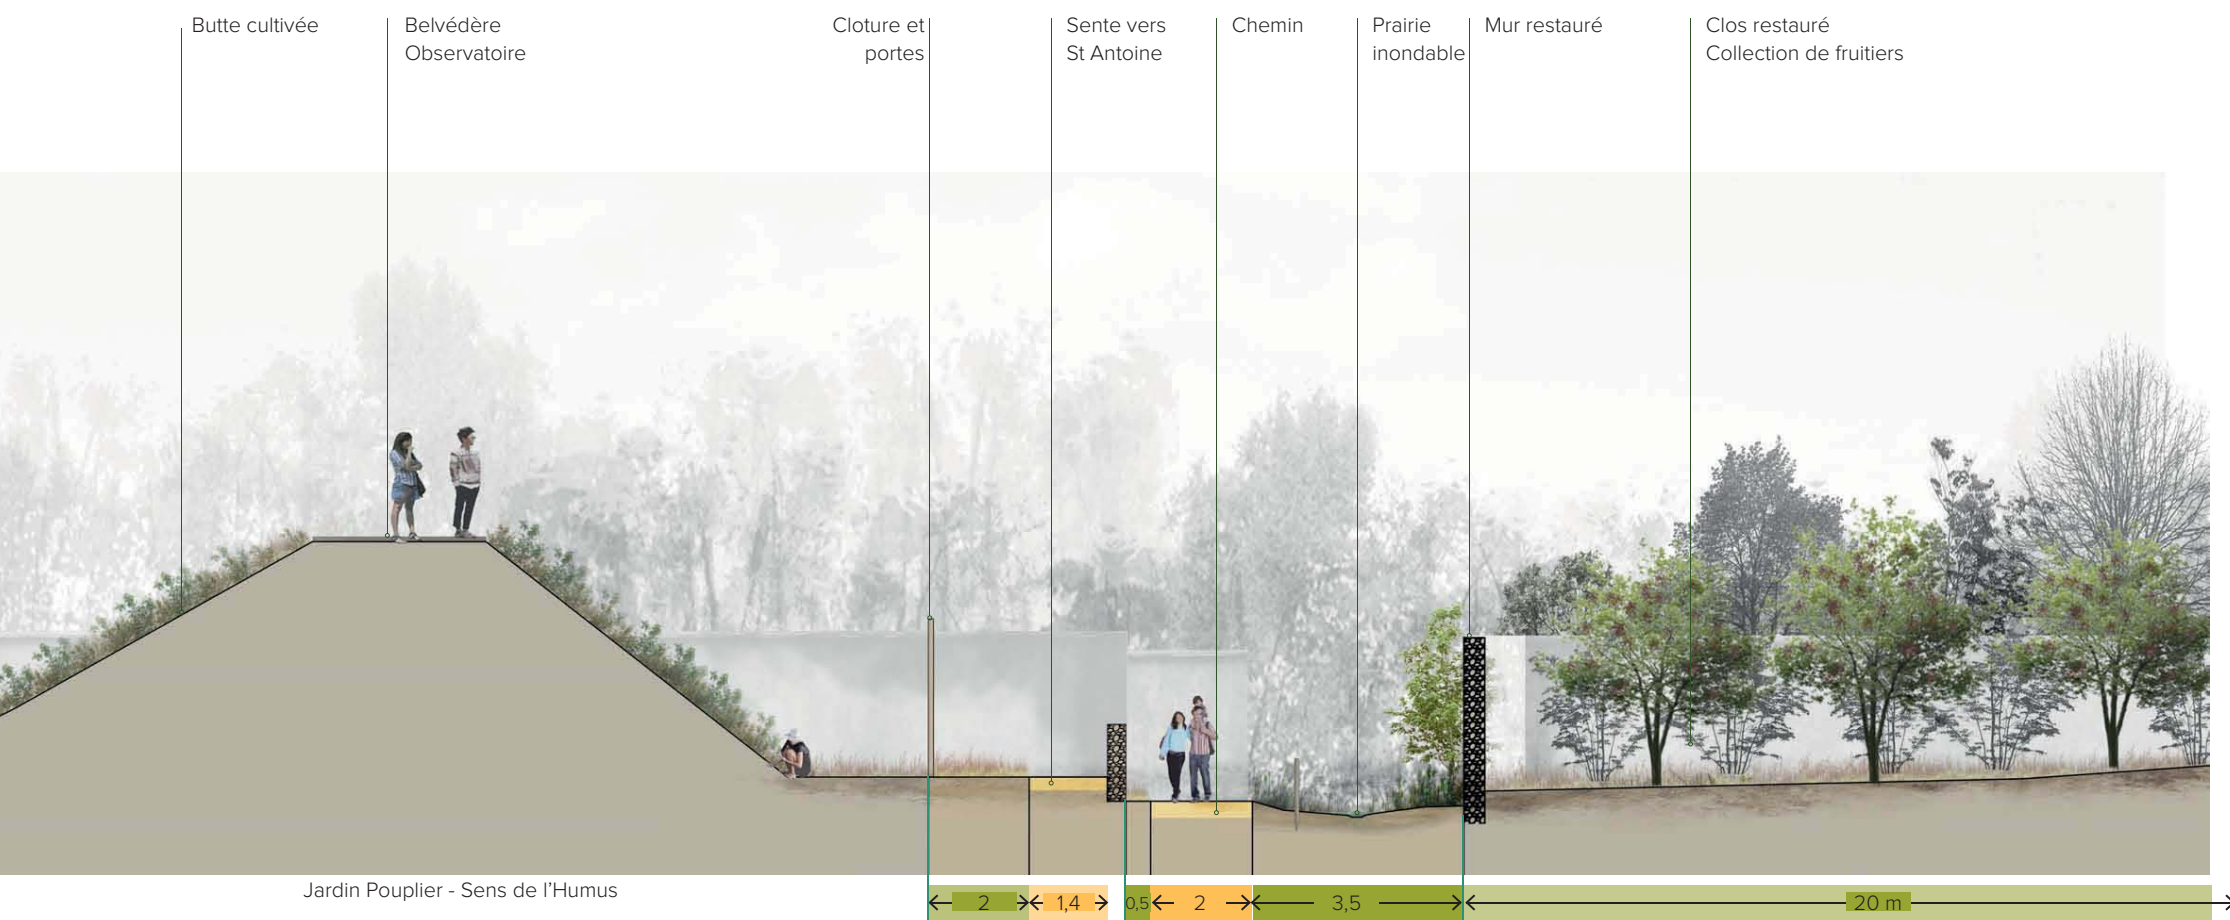 Butte cultivée
Belvédère
Observatoire
Cloture et
portes
Sente vers
St Antoine
Chemin
Prairie
inondable
Mur restauré
Clos restauré
Collection de fruitiers
Jardin Pouplier - Sens de l'Humus
2
1,4
0,5
2
3,5
20 m